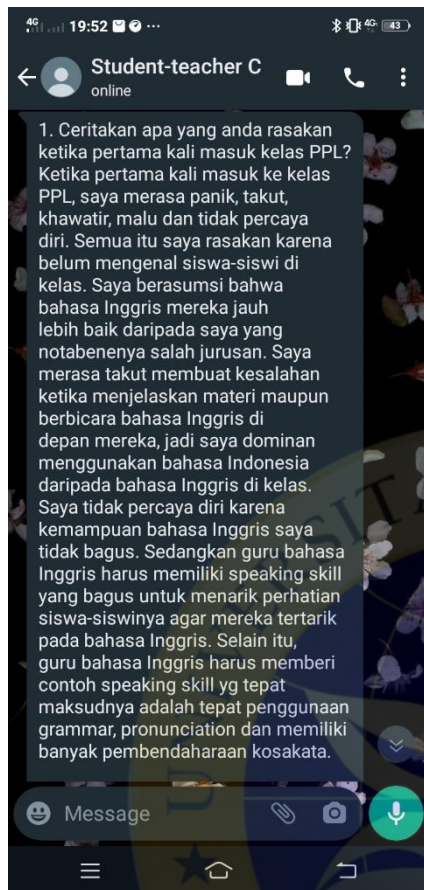 4G 19:52 4G 43
Student-teacher C
online
1. Ceritakan apa yang anda rasakan
ketika pertama kali masuk kelas PPL?
Ketika pertama kali masuk ke kelas
PPL, saya merasa panik, takut,
khawatir, malu dan tidak percaya
diri. Semua itu saya rasakan karena
belum mengenal siswa-siswi di
kelas. Saya berasumsi bahwa
bahasa Inggris mereka jauh
lebih baik daripada saya yang
notabenenya salah jurusan. Saya
merasa takut membuat kesalahan
ketika menjelaskan materi maupun
berbicara bahasa Inggris di
depan mereka, jadi saya dominan
menggunakan bahasa Indonesia
daripada bahasa Inggris di kelas.
Saya tidak percaya diri karena
kemampuan bahasa Inggris saya
tidak bagus. Sedangkan guru bahasa
Inggris harus memiliki speaking skill
yang bagus untuk menarik perhatian
siswa-siswinya agar mereka tertarik
pada bahasa Inggris. Selain itu,
guru bahasa Inggris harus memberi
contoh speaking skill yg tepat
maksudnya adalah tepat penggunaan
grammar, pronunciation dan memiliki
banyak pembendaharaan kosakata.
Message